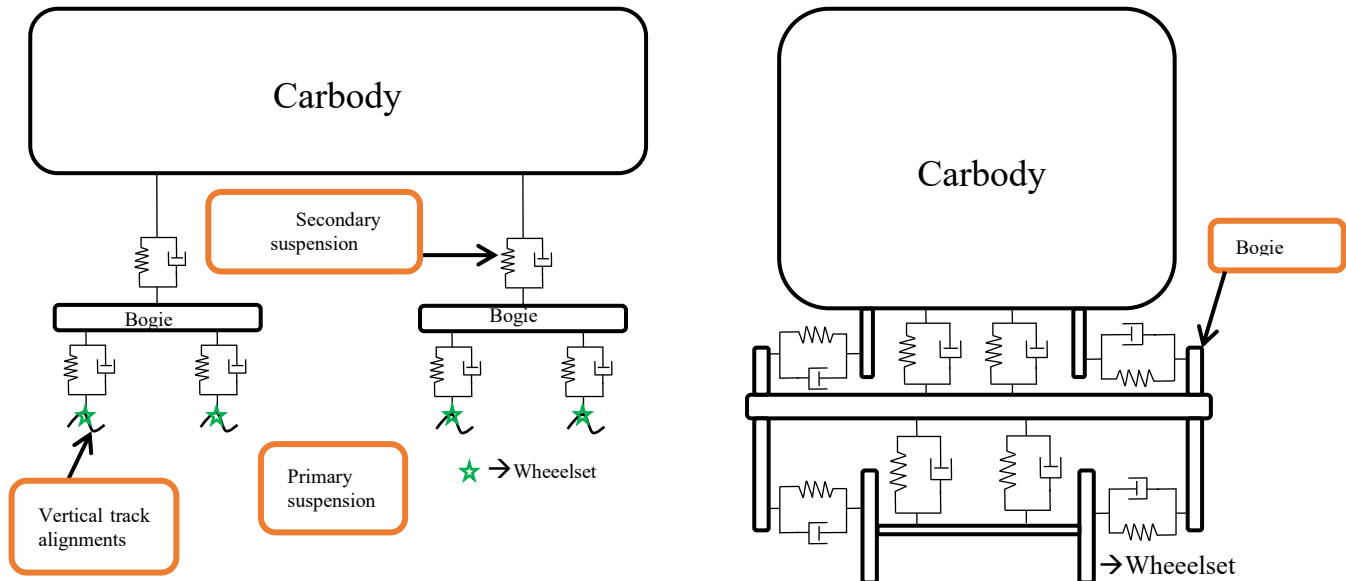 Carbody
Secondary
suspension
Bogie
Bogie
Primary
suspension
→Wheeelset
Vertical track
alignments
Carbody
Bogie
→Wheeelset